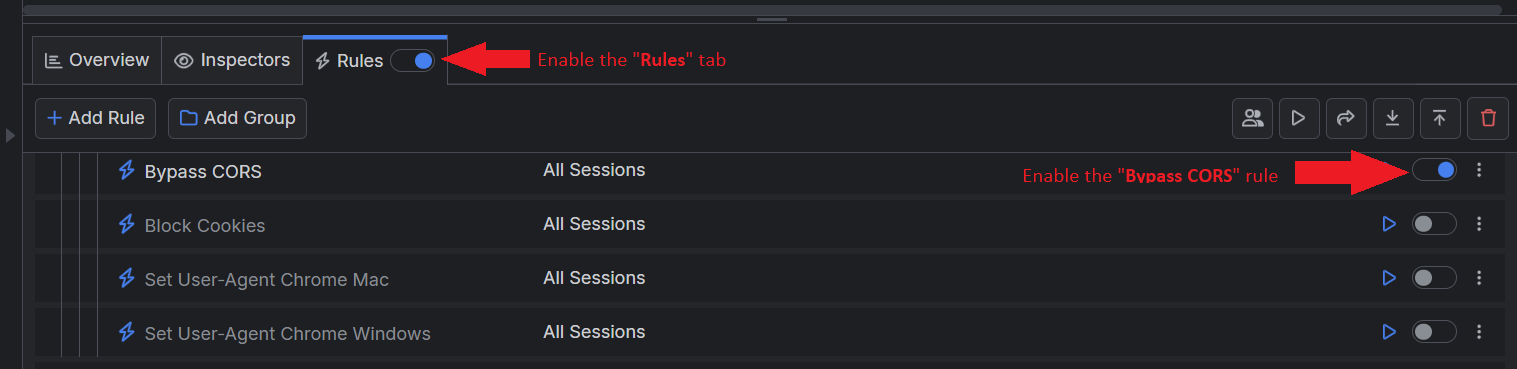 Overview Inspectors Rules Enable the "Rules" tab
Add Rule Add Group
Bypass CORS All Sessions Enable the "Bypass CORS" rule
Block Cookies All Sessions
Set User-Agent Chrome Mac All Sessions
Set User-Agent Chrome Windows All Sessions